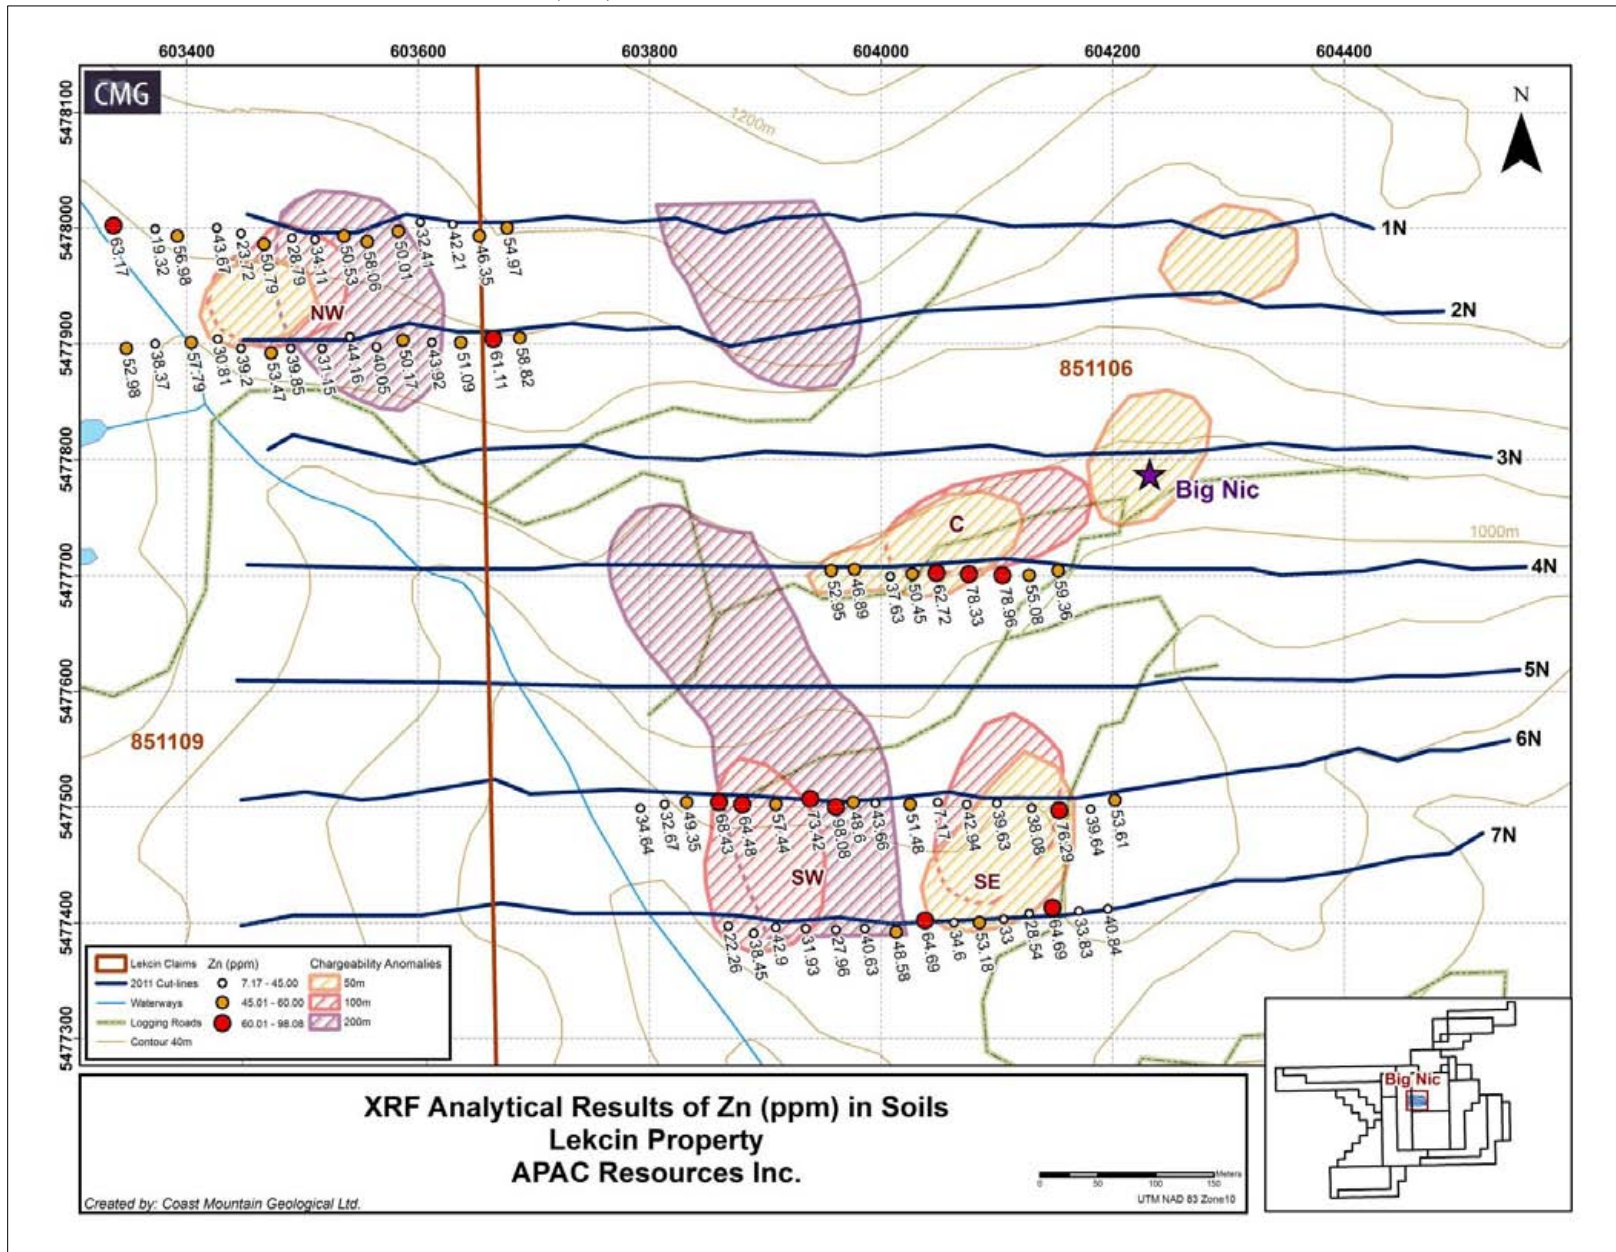 603400 603600 603800 604000 604200 604400
CMG
N
5478100
1200m
5478000
1N
63.17 19.32 56.98 43.67 23.72 50.79 28.79 34.11 50.53 58.06 50.01 32.41 42.21 46.35 54.97
NW
2N
5477900
52.98 38.37 57.79 30.81 39.2 53.47 39.85 31.15 44.16 40.05 50.17 43.92 51.09 61.11 58.82
851106
5477800
3N
Big Nic
C
1000m
5477700
4N
52.95 46.89 37.63 50.45 62.72 78.33 78.96 55.08 59.36
5477600
5N
851109
6N
5477500
34.64 32.67 49.35 68.43 64.48 57.44 73.42 98.08 48.6 43.66 51.48 7.17 42.94 39.63 38.08 76.29 39.64 53.61
7N
SW
SE
5477400
22.26 38.45 42.9 31.93 27.96 40.63 48.58 64.69 34.6 53.18 33 28.54 64.69 33.83 40.84
5477300
Lekcin Claims Zn (ppm) Chargeability Anomalies
2011 Cut-lines 7.17 - 45.00 50m
Waterways 45.01 - 60.00 100m
Logging Roads 60.01 - 98.08 200m
Contour 40m
Big Nic
XRF Analytical Results of Zn (ppm) in Soils
Lekcin Property
APAC Resources Inc.
Meters
0 50 100 150
UTM NAD 83 Zone10
Created by: Coast Mountain Geological Ltd.